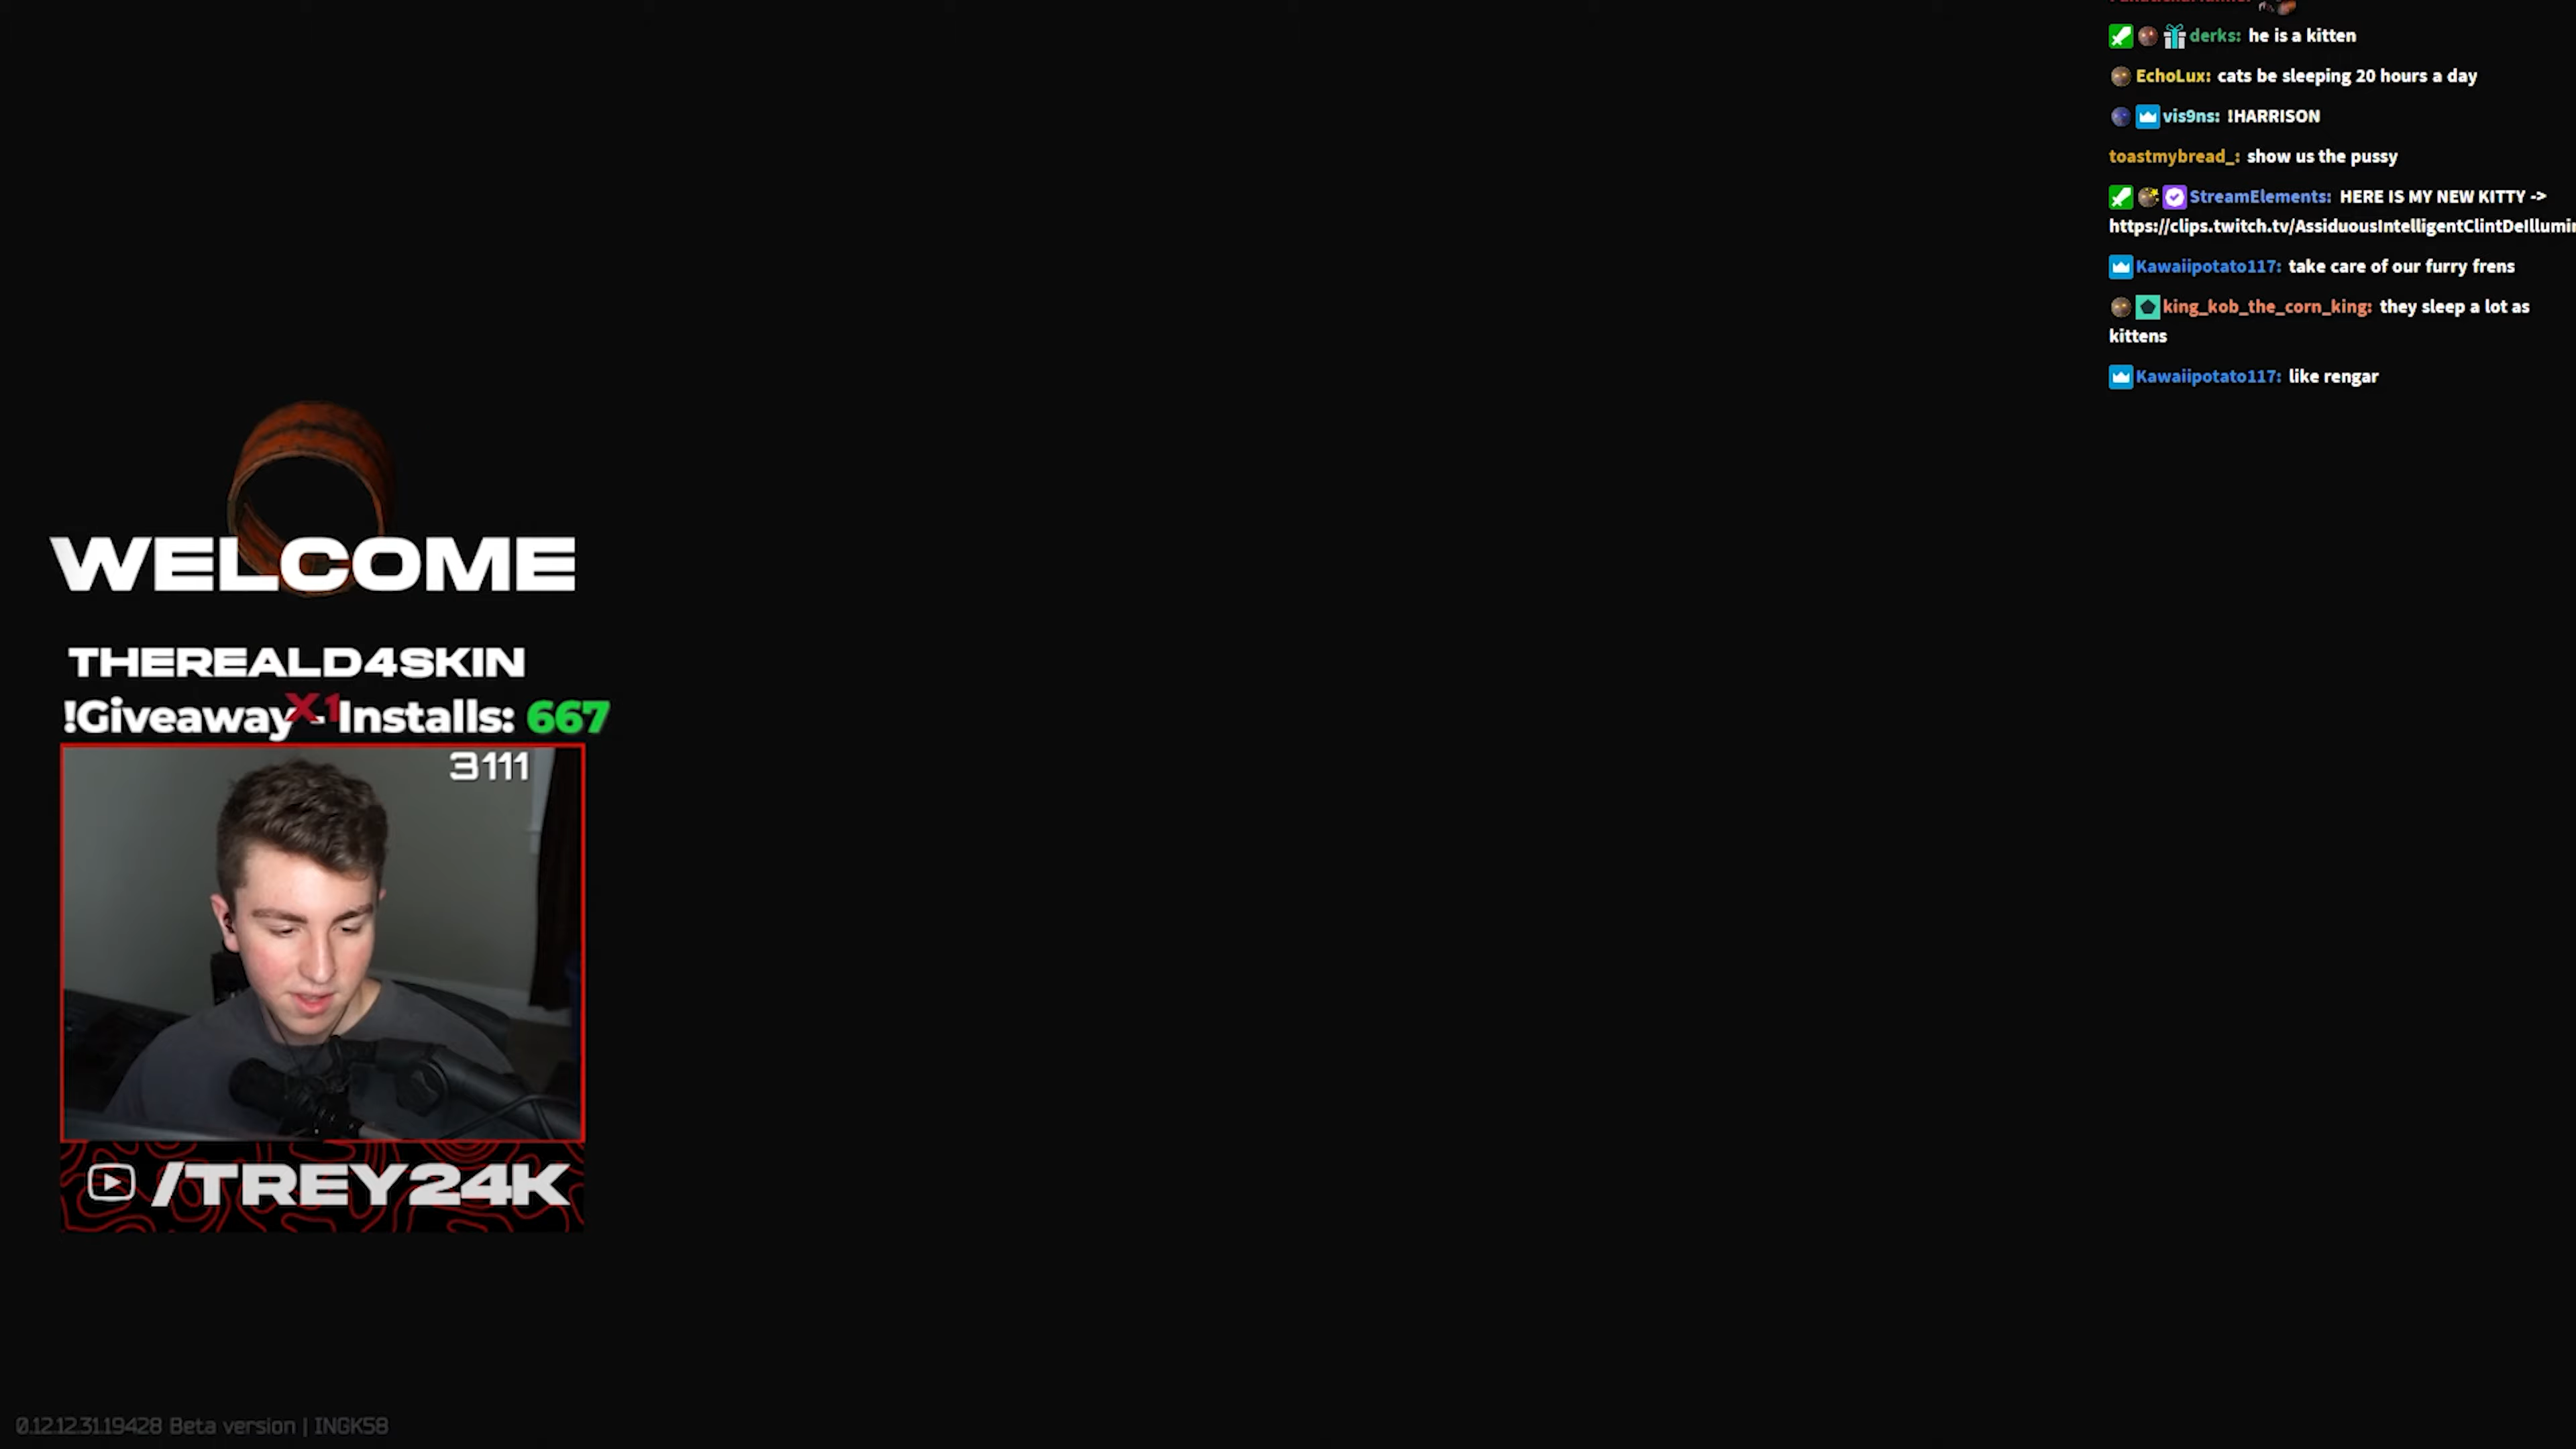 derks: he is a kitten
EchoLux: cats be sleeping 20 hours a day
vis9ns: !HARRISON
toastmybread_: show us the pussy
StreamElements: HERE IS MY NEW KITTY ->
https://clips.twitch.tv/AssiduousIntelligentClintDeIllumin
Kawaiipotato117: take care of our furry frens
king_kob_the_corn_king: they sleep a lot as
kittens
Kawaiipotato117: like rengar
WELCOME
THEREALD4SKIN
X1
!Giveaway - Installs: 667
3111
/TREY24K
0.12.12.31.19428 Beta version | INGK58